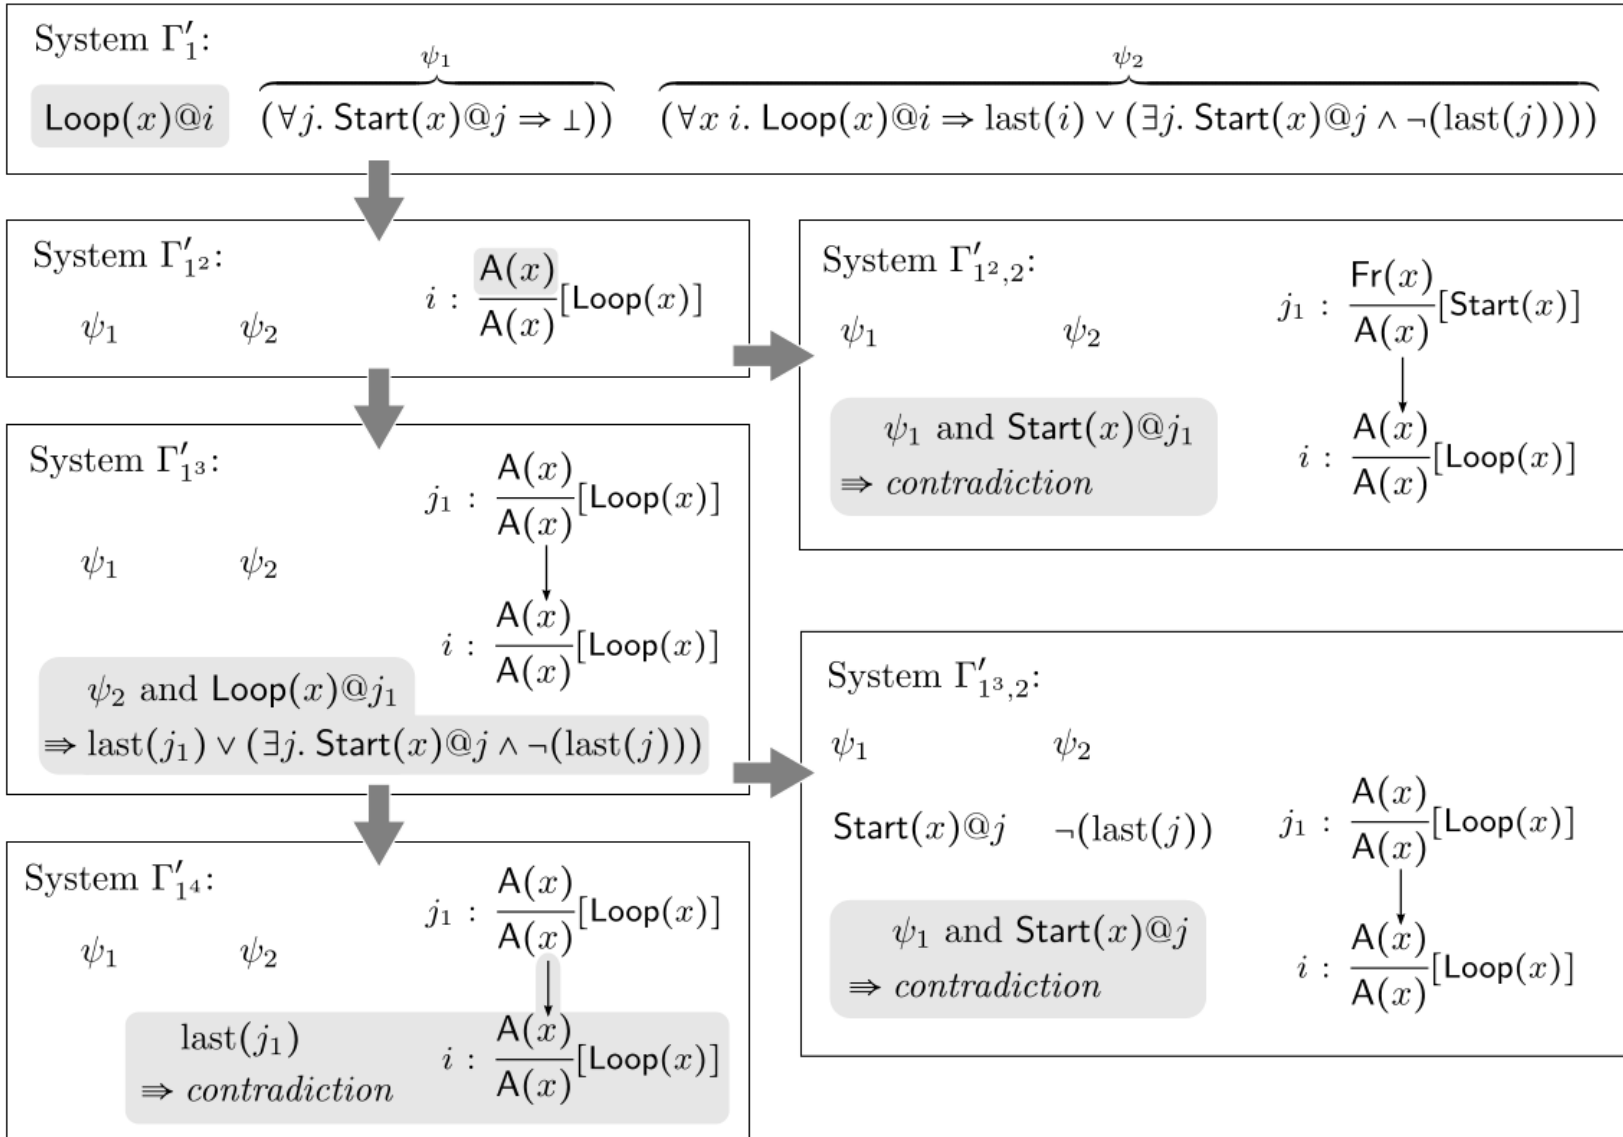 System Γ′₁:
ψ₁ ψ₂
Loop(x)@i (∀j. Start(x)@j ⇒ ⊥)) (∀x i. Loop(x)@i ⇒ last(i) ∨ (∃j. Start(x)@j ∧ ¬(last(j))))
System Γ′₁²:
ψ₁ ψ₂
i : A(x)/A(x) [Loop(x)]
System Γ′₁²,₂:
ψ₁ ψ₂
j₁ : Fr(x)/A(x) [Start(x)]
i : A(x)/A(x) [Loop(x)]
ψ₁ and Start(x)@j₁
⇛ contradiction
System Γ′₁³:
j₁ : A(x)/A(x) [Loop(x)]
ψ₁ ψ₂
i : A(x)/A(x) [Loop(x)]
ψ₂ and Loop(x)@j₁
⇛ last(j₁) ∨ (∃j. Start(x)@j ∧ ¬(last(j)))
System Γ′₁³,₂:
ψ₁ ψ₂
Start(x)@j ¬(last(j))
j₁ : A(x)/A(x) [Loop(x)]
ψ₁ and Start(x)@j
⇛ contradiction
i : A(x)/A(x) [Loop(x)]
System Γ′₁⁴:
j₁ : A(x)/A(x) [Loop(x)]
ψ₁ ψ₂
last(j₁)
⇛ contradiction
i : A(x)/A(x) [Loop(x)]